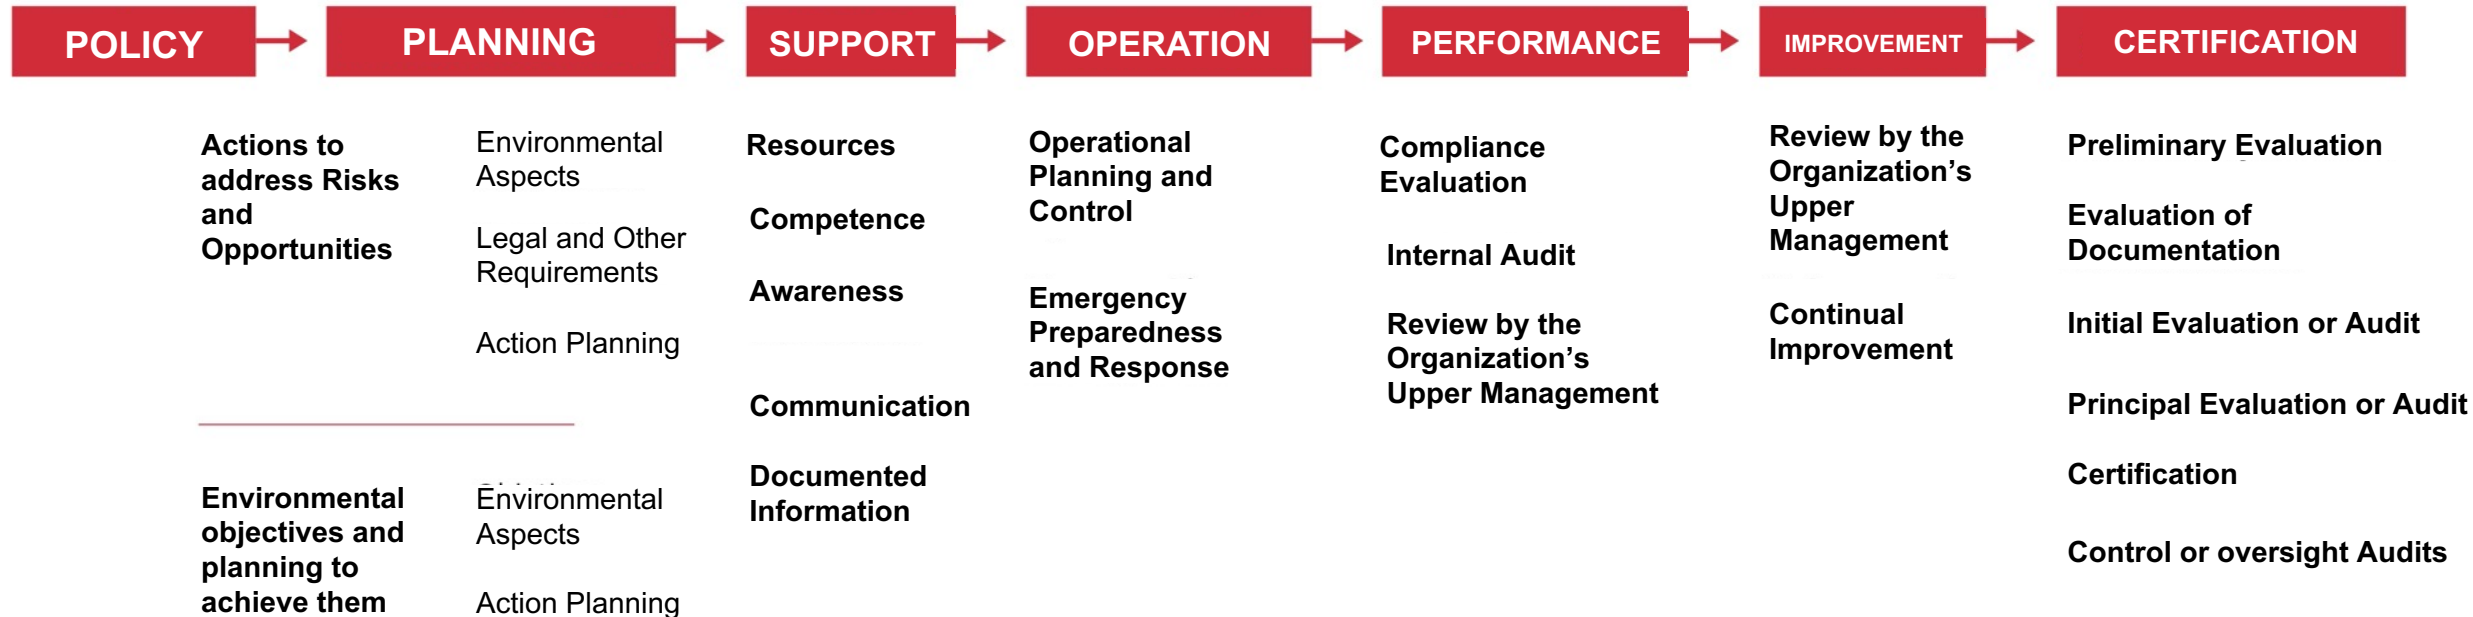 POLICY
PLANNING
SUPPORT
OPERATION
PERFORMANCE
IMPROVEMENT
CERTIFICATION
Actions to
address Risks
and
Opportunities
Environmental
Aspects
Legal and Other
Requirements
Action Planning
Environmental
objectives and
planning to
achieve them
Environmental
Aspects
Action Planning
Resources
Competence
Awareness
Communication
Documented
Information
Operational
Planning and
Control
Emergency
Preparedness
and Response
Compliance
Evaluation
Internal Audit
Review by the
Organization’s
Upper Management
Review by the
Organization’s
Upper
Management
Continual
Improvement
Preliminary Evaluation
Evaluation of
Documentation
Initial Evaluation or Audit
Principal Evaluation or Audit
Certification
Control or oversight Audits